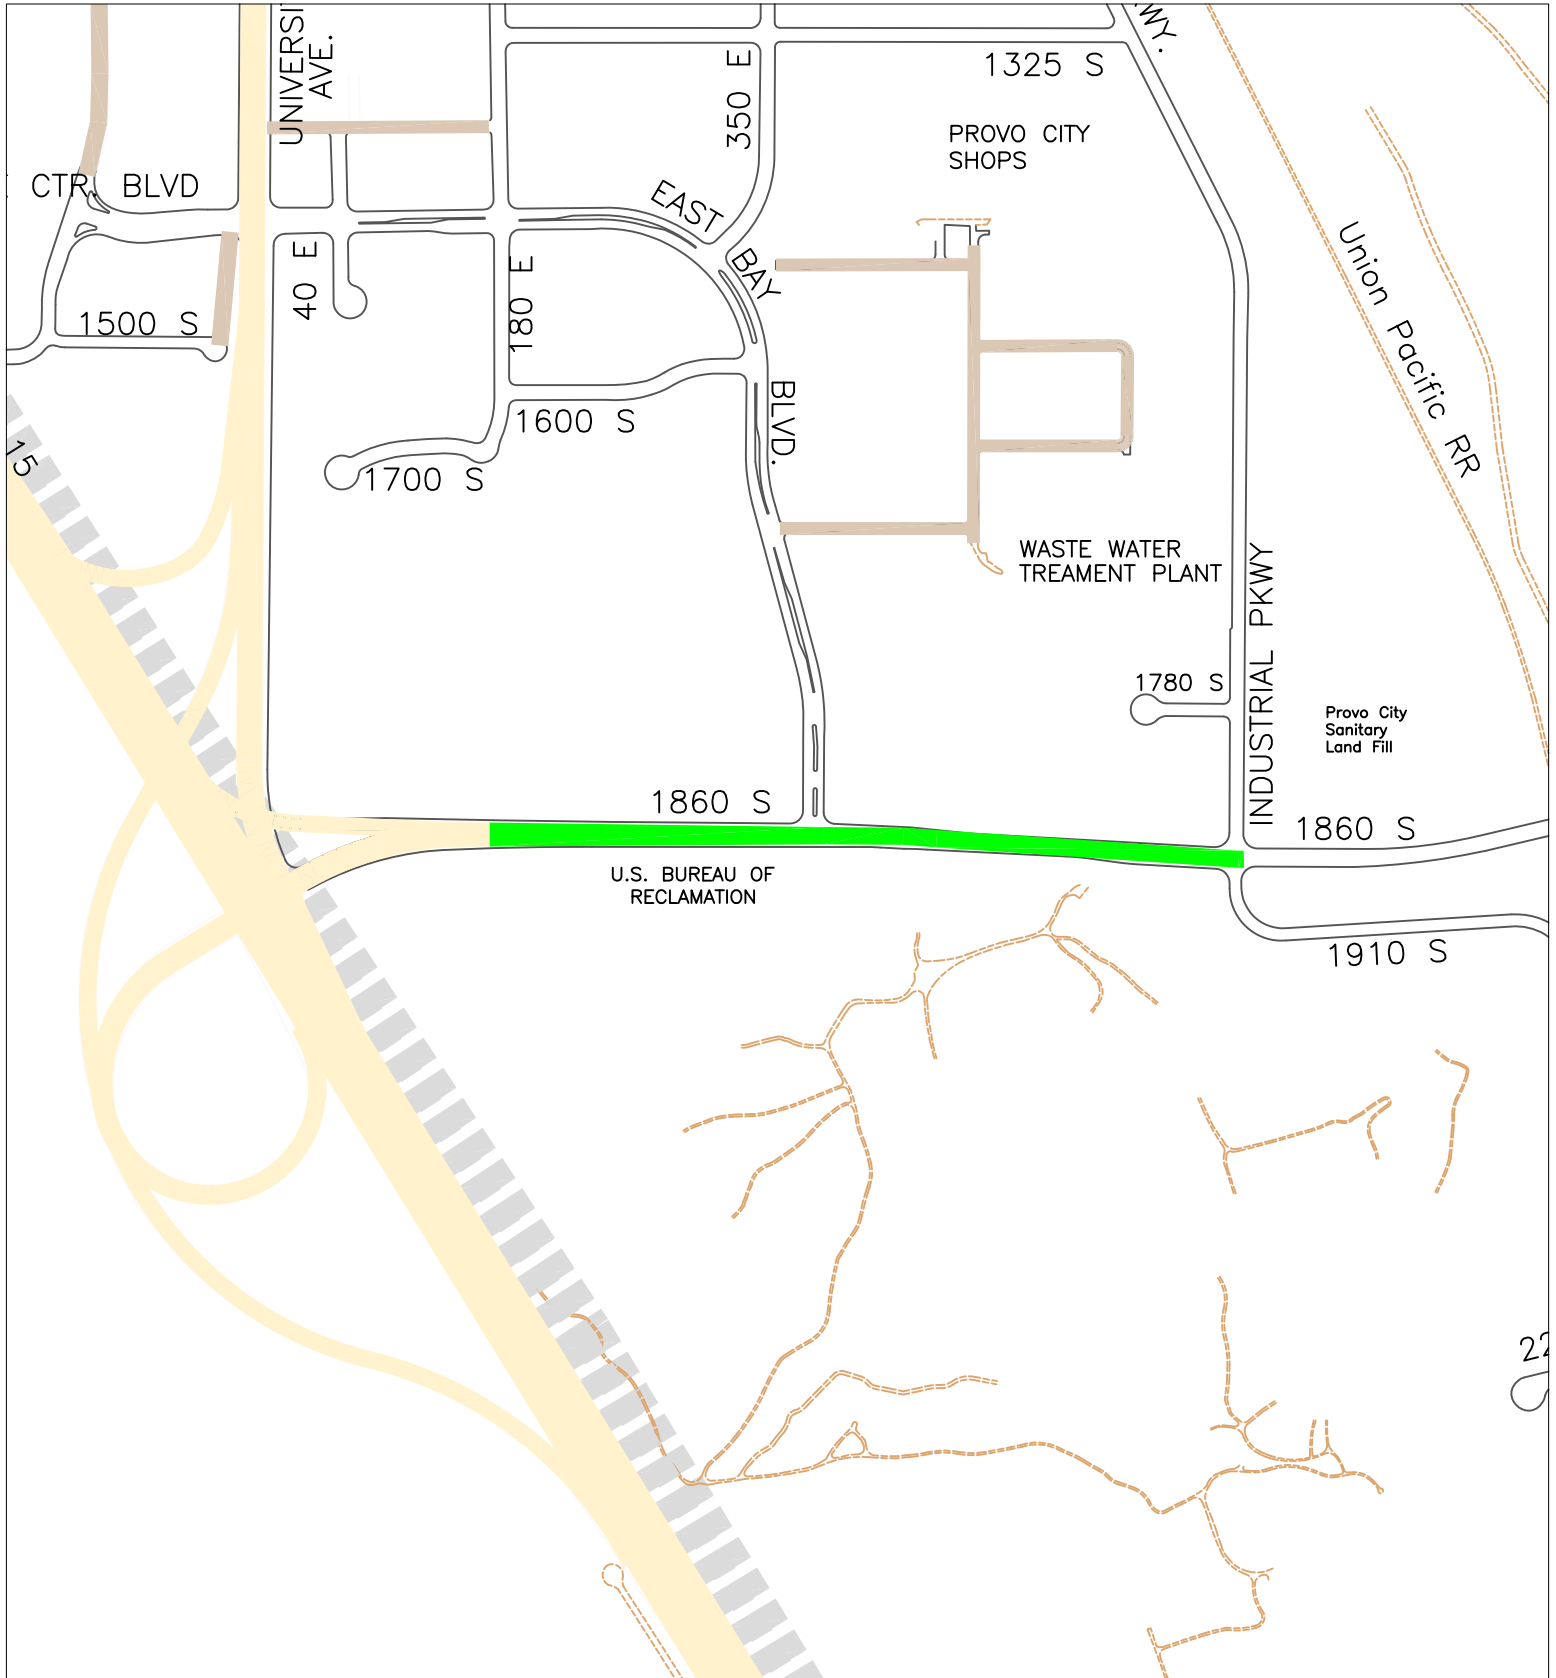 UNIVERSI
AVE.
WY.
1325 S
350 E
PROVO CITY
SHOPS
CTR. BLVD
EAST
BAY
BLVD.
Union Pacific RR
40 E
180 E
1500 S
1600 S
15
1700 S
WASTE WATER
TREAMENT PLANT
INDUSTRIAL PKWY
1780 S
Provo City
Sanitary
Land Fill
1860 S
1860 S
U.S. BUREAU OF
RECLAMATION
1910 S
22